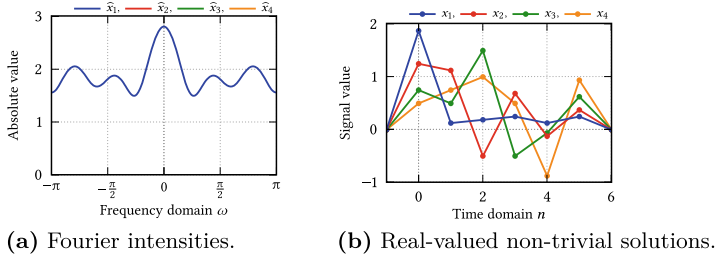 x̂₁, x̂₂, x̂₃, x̂₄
3
2
1
0
Absolute value
−π −π/2 0 π/2 π
Frequency domain ω
(a) Fourier intensities.
x₁, x₂, x₃, x₄
2
1
0
−1
Signal value
0 2 4 6
Time domain n
(b) Real-valued non-trivial solutions.